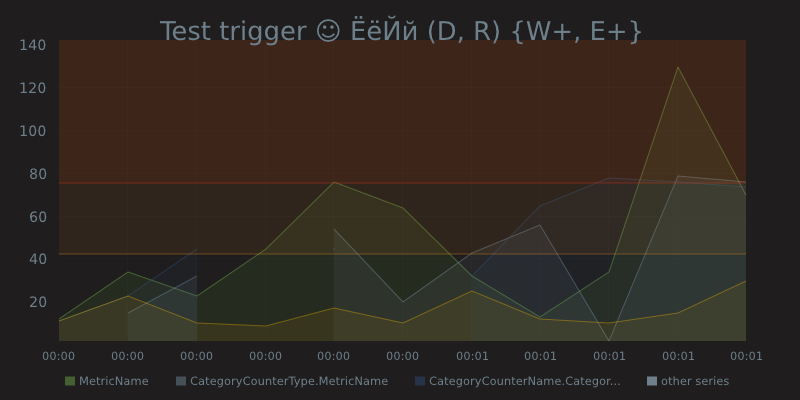 Test trigger ☺ ЁёЙй (D, R) {W+, E+}
140
120
100
80
60
40
20
00:00 00:00 00:00 00:00 00:00 00:00 00:01 00:01 00:01 00:01 00:01
MetricName CategoryCounterType.MetricName CategoryCounterName.Categor... other series